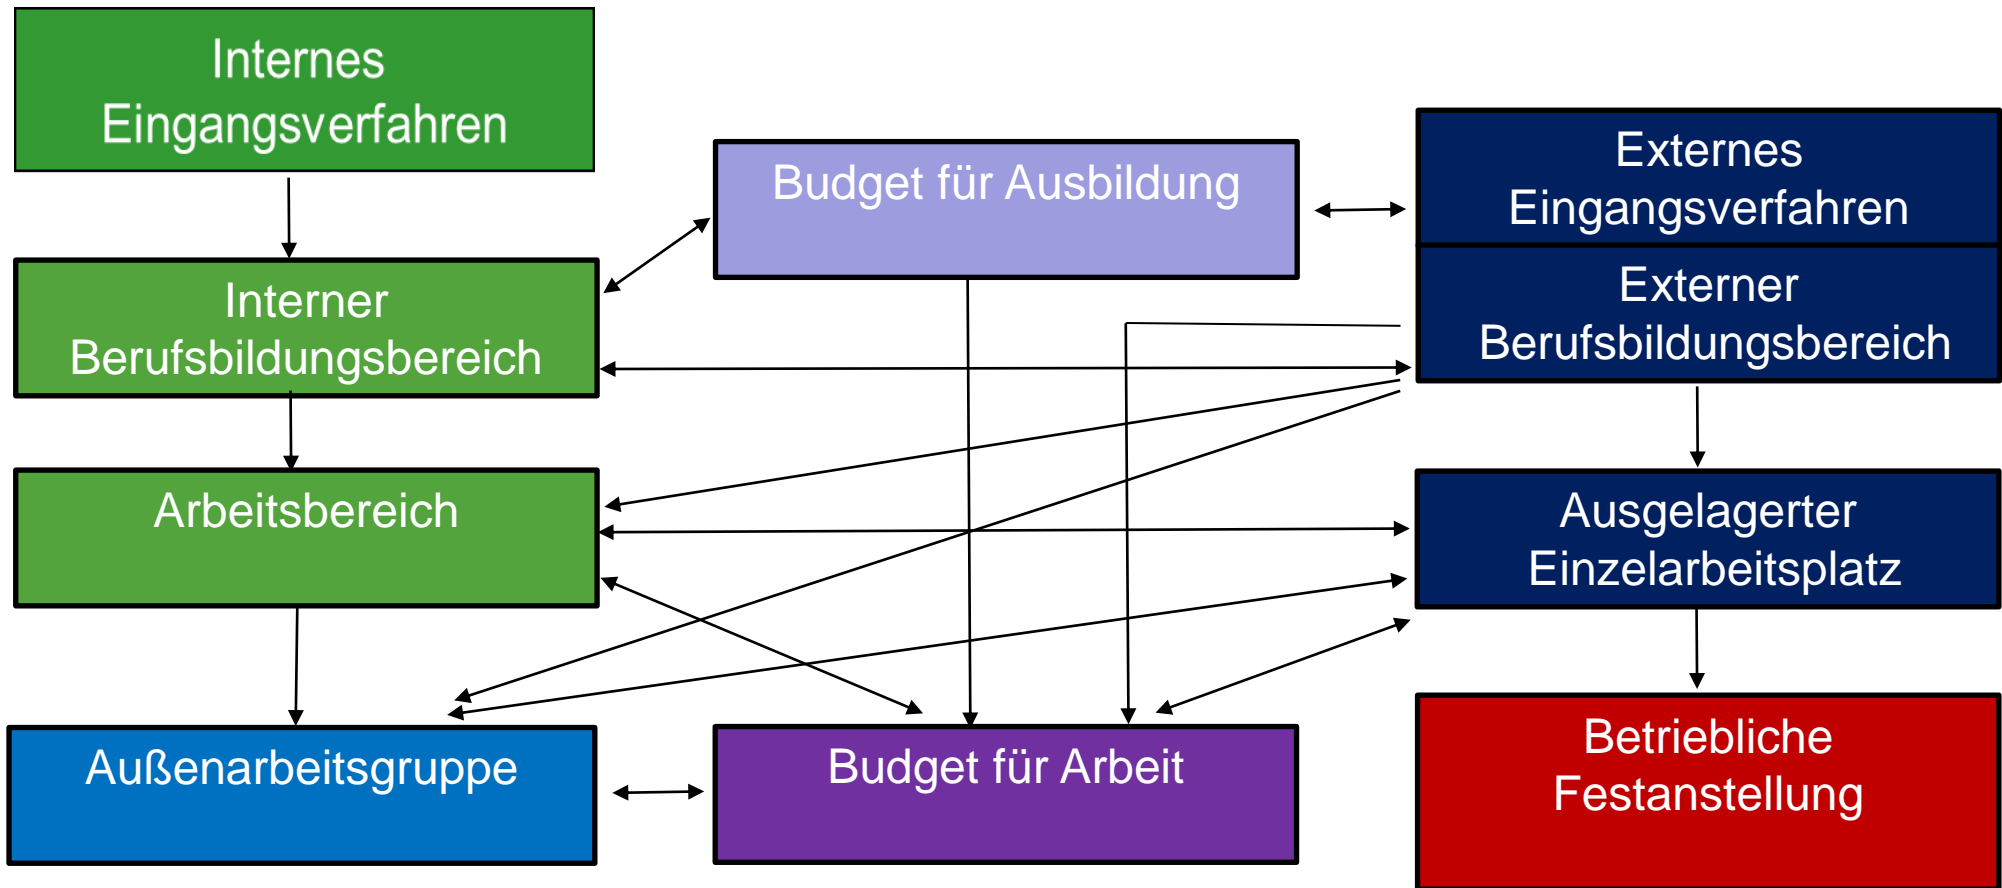 Internes
Eingangsverfahren
Budget für Ausbildung
Externes
Eingangsverfahren
Interner
Berufsbildungsbereich
Externer
Berufsbildungsbereich
Arbeitsbereich
Ausgelagerter
Einzelarbeitsplatz
Außenarbeitsgruppe
Budget für Arbeit
Betriebliche
Festanstellung